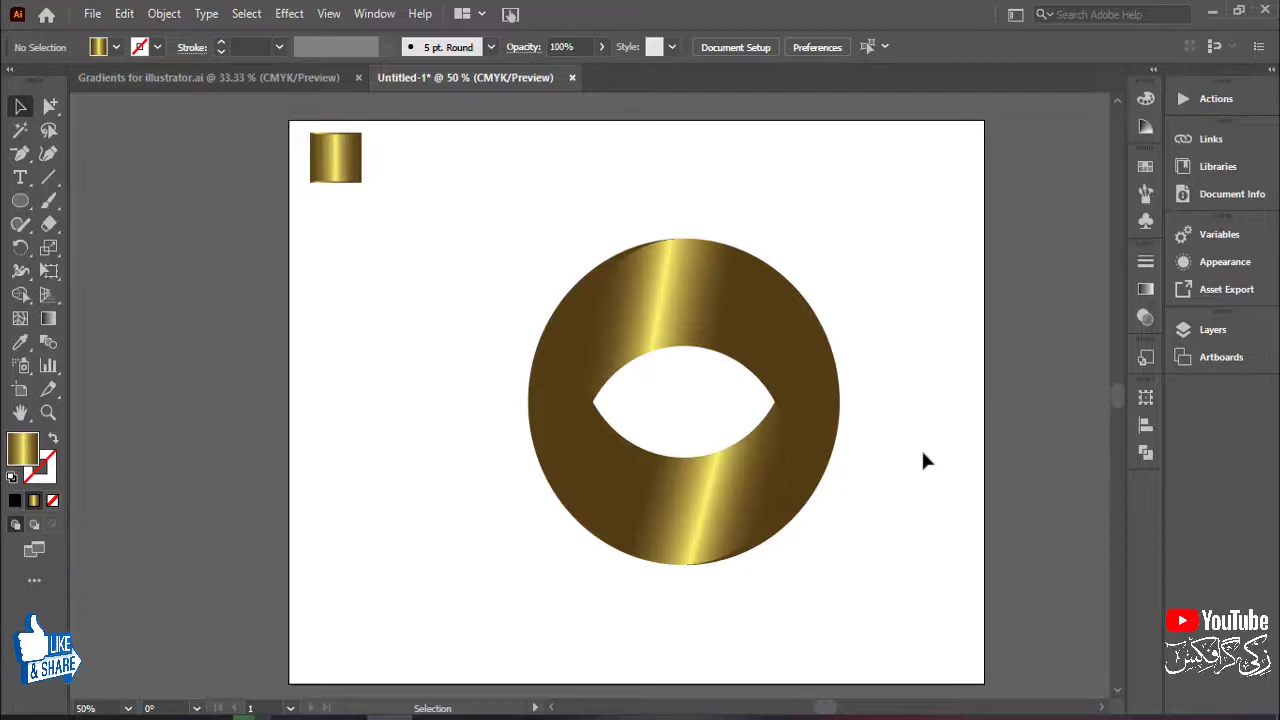 Ai File Edit Object Type Select Effect View Window Help Search Adobe Help
No Selection Stroke: 5 pt. Round Opacity: 100% Style: Document Setup Preferences
Gradients for illustrator.ai @ 33.33 % (CMYK/Preview) × Untitled-1* @ 50 % (CMYK/Preview) ×
Actions
Links
Libraries
Document Info
Variables
Appearance
Asset Export
Layers
Artboards
LIKE
& SHARE
YouTube
زکی گرافکس
50% 0° 1 Selection